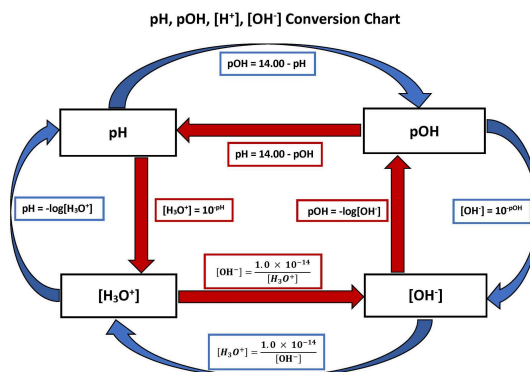 pH, pOH, [H⁺], [OH⁻] Conversion Chart
pOH = 14.00 - pH
pH
pOH
pH = 14.00 - pOH
pH = -log[H₃O⁺]
[H₃O⁺] = 10⁻ᵖᴴ
pOH = -log[OH⁻]
[OH⁻] = 10⁻ᵖᴼᴴ
[OH⁻] = 1.0 × 10⁻¹⁴ / [H₃O⁺]
[H₃O⁺]
[OH⁻]
[H₃O⁺] = 1.0 × 10⁻¹⁴ / [OH⁻]